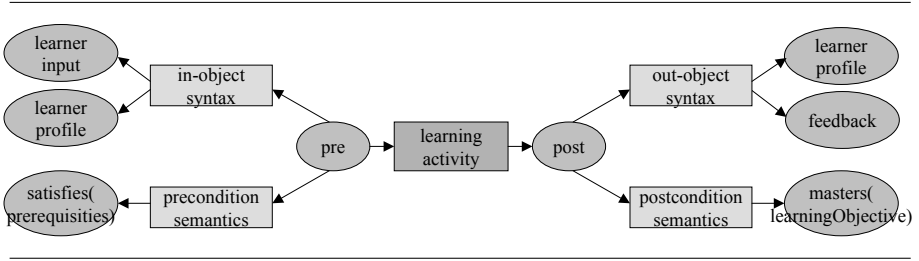 learner
input
in-object
syntax
learner
profile
pre
learning
activity
post
satisfies(
prerequisities)
precondition
semantics
out-object
syntax
learner
profile
feedback
postcondition
semantics
masters(
learningObjective)